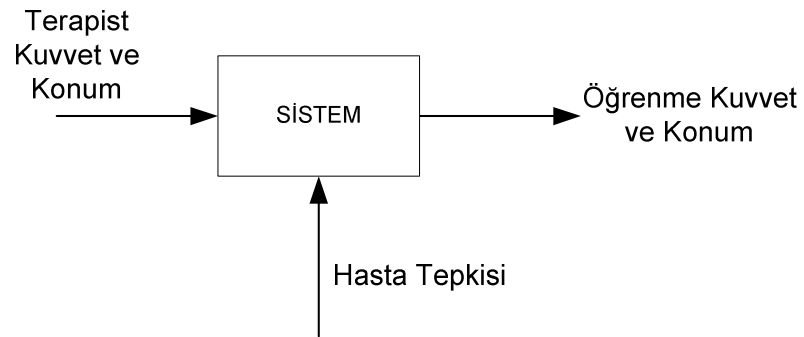 Terapist
Kuvvet ve
Konum
SİSTEM
Öğrenme Kuvvet
ve Konum
Hasta Tepkisi